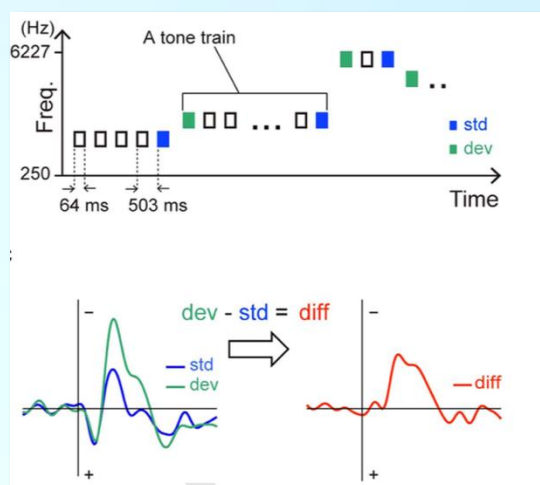 (Hz)
6227
Freq.
250
A tone train
...
..
std
dev
64 ms
503 ms
Time
dev - std = diff
−
std
dev
+
−
diff
+